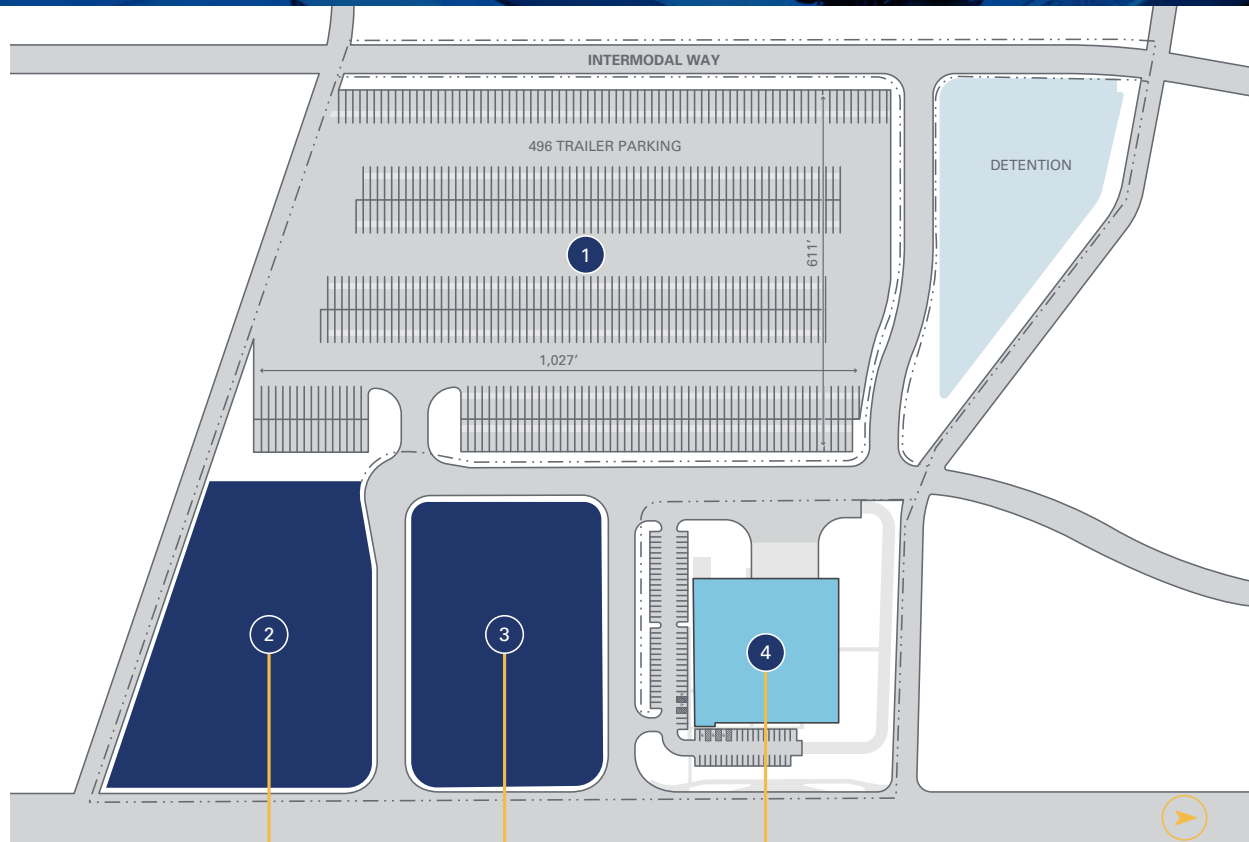 INTERMODAL WAY
496 TRAILER PARKING
DETENTION
1
611’
1,027’
2
3
4